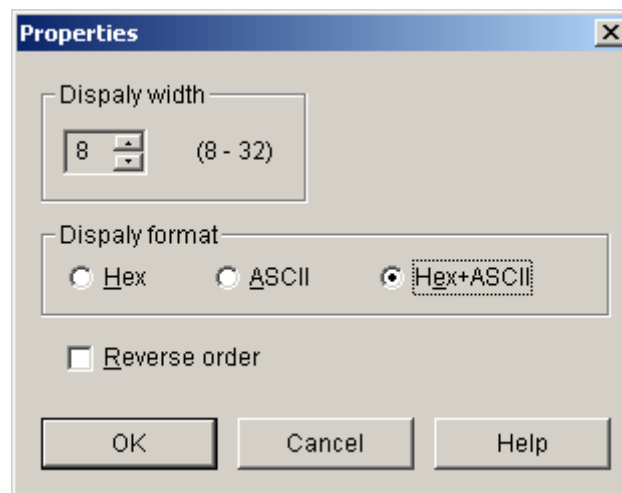 Properties
Dispaly width
8 (8 - 32)
Dispaly format
Hex ASCII Hex+ASCII
Reverse order
OK Cancel Help